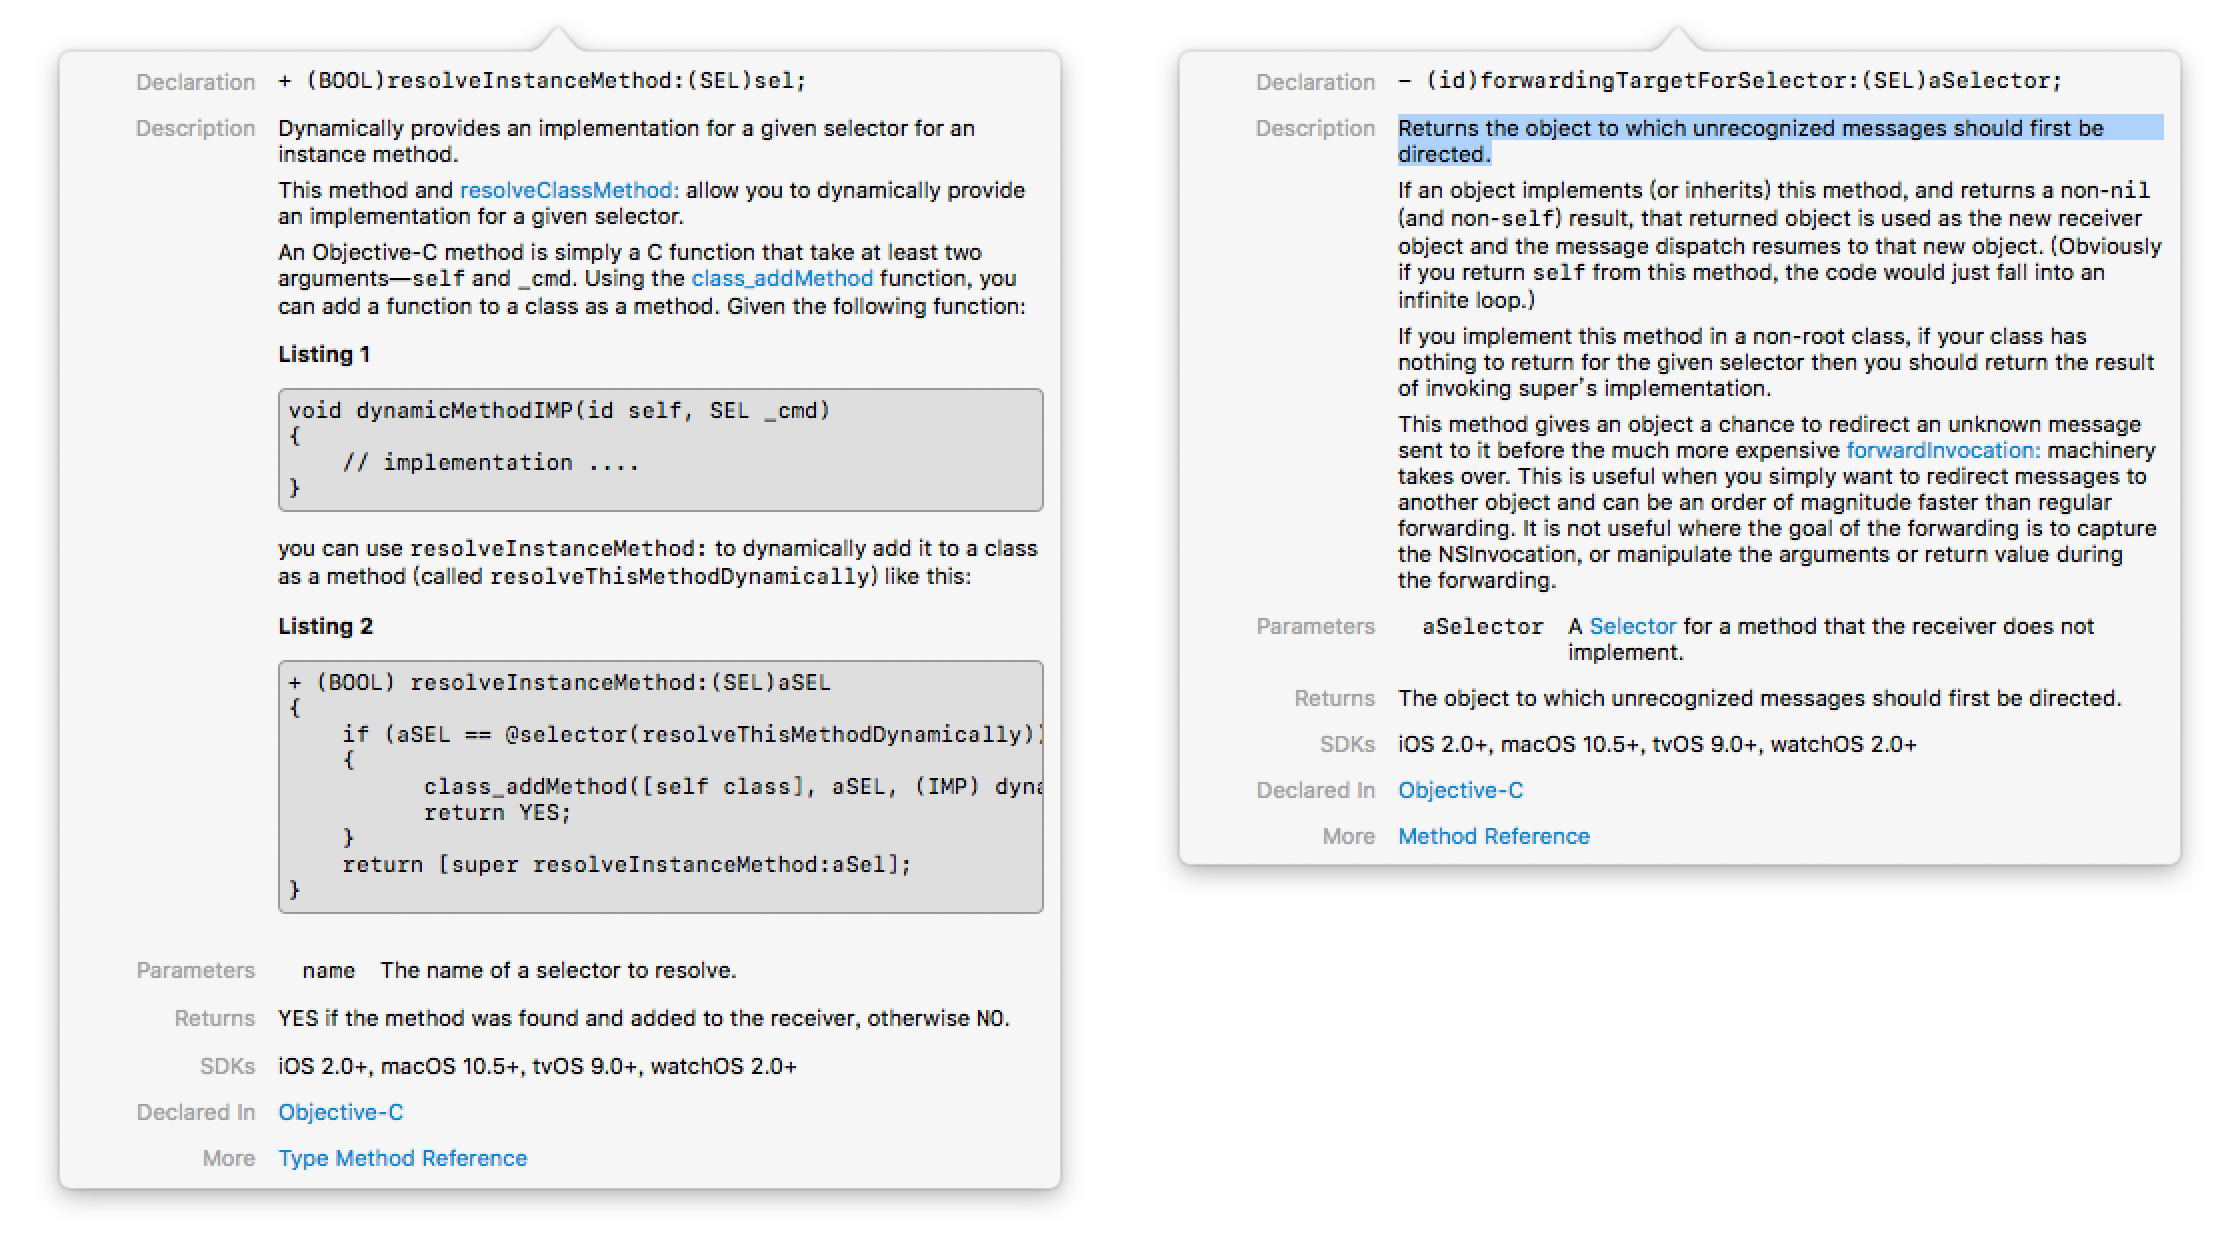 Declaration + (BOOL)resolveInstanceMethod:(SEL)sel;
Description Dynamically provides an implementation for a given selector for an
instance method.
This method and resolveClassMethod: allow you to dynamically provide
an implementation for a given selector.
An Objective-C method is simply a C function that take at least two
arguments—self and _cmd. Using the class_addMethod function, you
can add a function to a class as a method. Given the following function:
Listing 1
void dynamicMethodIMP(id self, SEL _cmd)
{
    // implementation ....
}
you can use resolveInstanceMethod: to dynamically add it to a class
as a method (called resolveThisMethodDynamically) like this:
Listing 2
+ (BOOL) resolveInstanceMethod:(SEL)aSEL
{
    if (aSEL == @selector(resolveThisMethodDynamically))
    {
          class_addMethod([self class], aSEL, (IMP) dyna
          return YES;
    }
    return [super resolveInstanceMethod:aSel];
}
Parameters name The name of a selector to resolve.
Returns YES if the method was found and added to the receiver, otherwise NO.
SDKs iOS 2.0+, macOS 10.5+, tvOS 9.0+, watchOS 2.0+
Declared In Objective-C
More Type Method Reference
Declaration – (id)forwardingTargetForSelector:(SEL)aSelector;
Description Returns the object to which unrecognized messages should first be
directed.
If an object implements (or inherits) this method, and returns a non-nil
(and non-self) result, that returned object is used as the new receiver
object and the message dispatch resumes to that new object. (Obviously
if you return self from this method, the code would just fall into an
infinite loop.)
If you implement this method in a non-root class, if your class has
nothing to return for the given selector then you should return the result
of invoking super’s implementation.
This method gives an object a chance to redirect an unknown message
sent to it before the much more expensive forwardInvocation: machinery
takes over. This is useful when you simply want to redirect messages to
another object and can be an order of magnitude faster than regular
forwarding. It is not useful where the goal of the forwarding is to capture
the NSInvocation, or manipulate the arguments or return value during
the forwarding.
Parameters aSelector A Selector for a method that the receiver does not
implement.
Returns The object to which unrecognized messages should first be directed.
SDKs iOS 2.0+, macOS 10.5+, tvOS 9.0+, watchOS 2.0+
Declared In Objective-C
More Method Reference